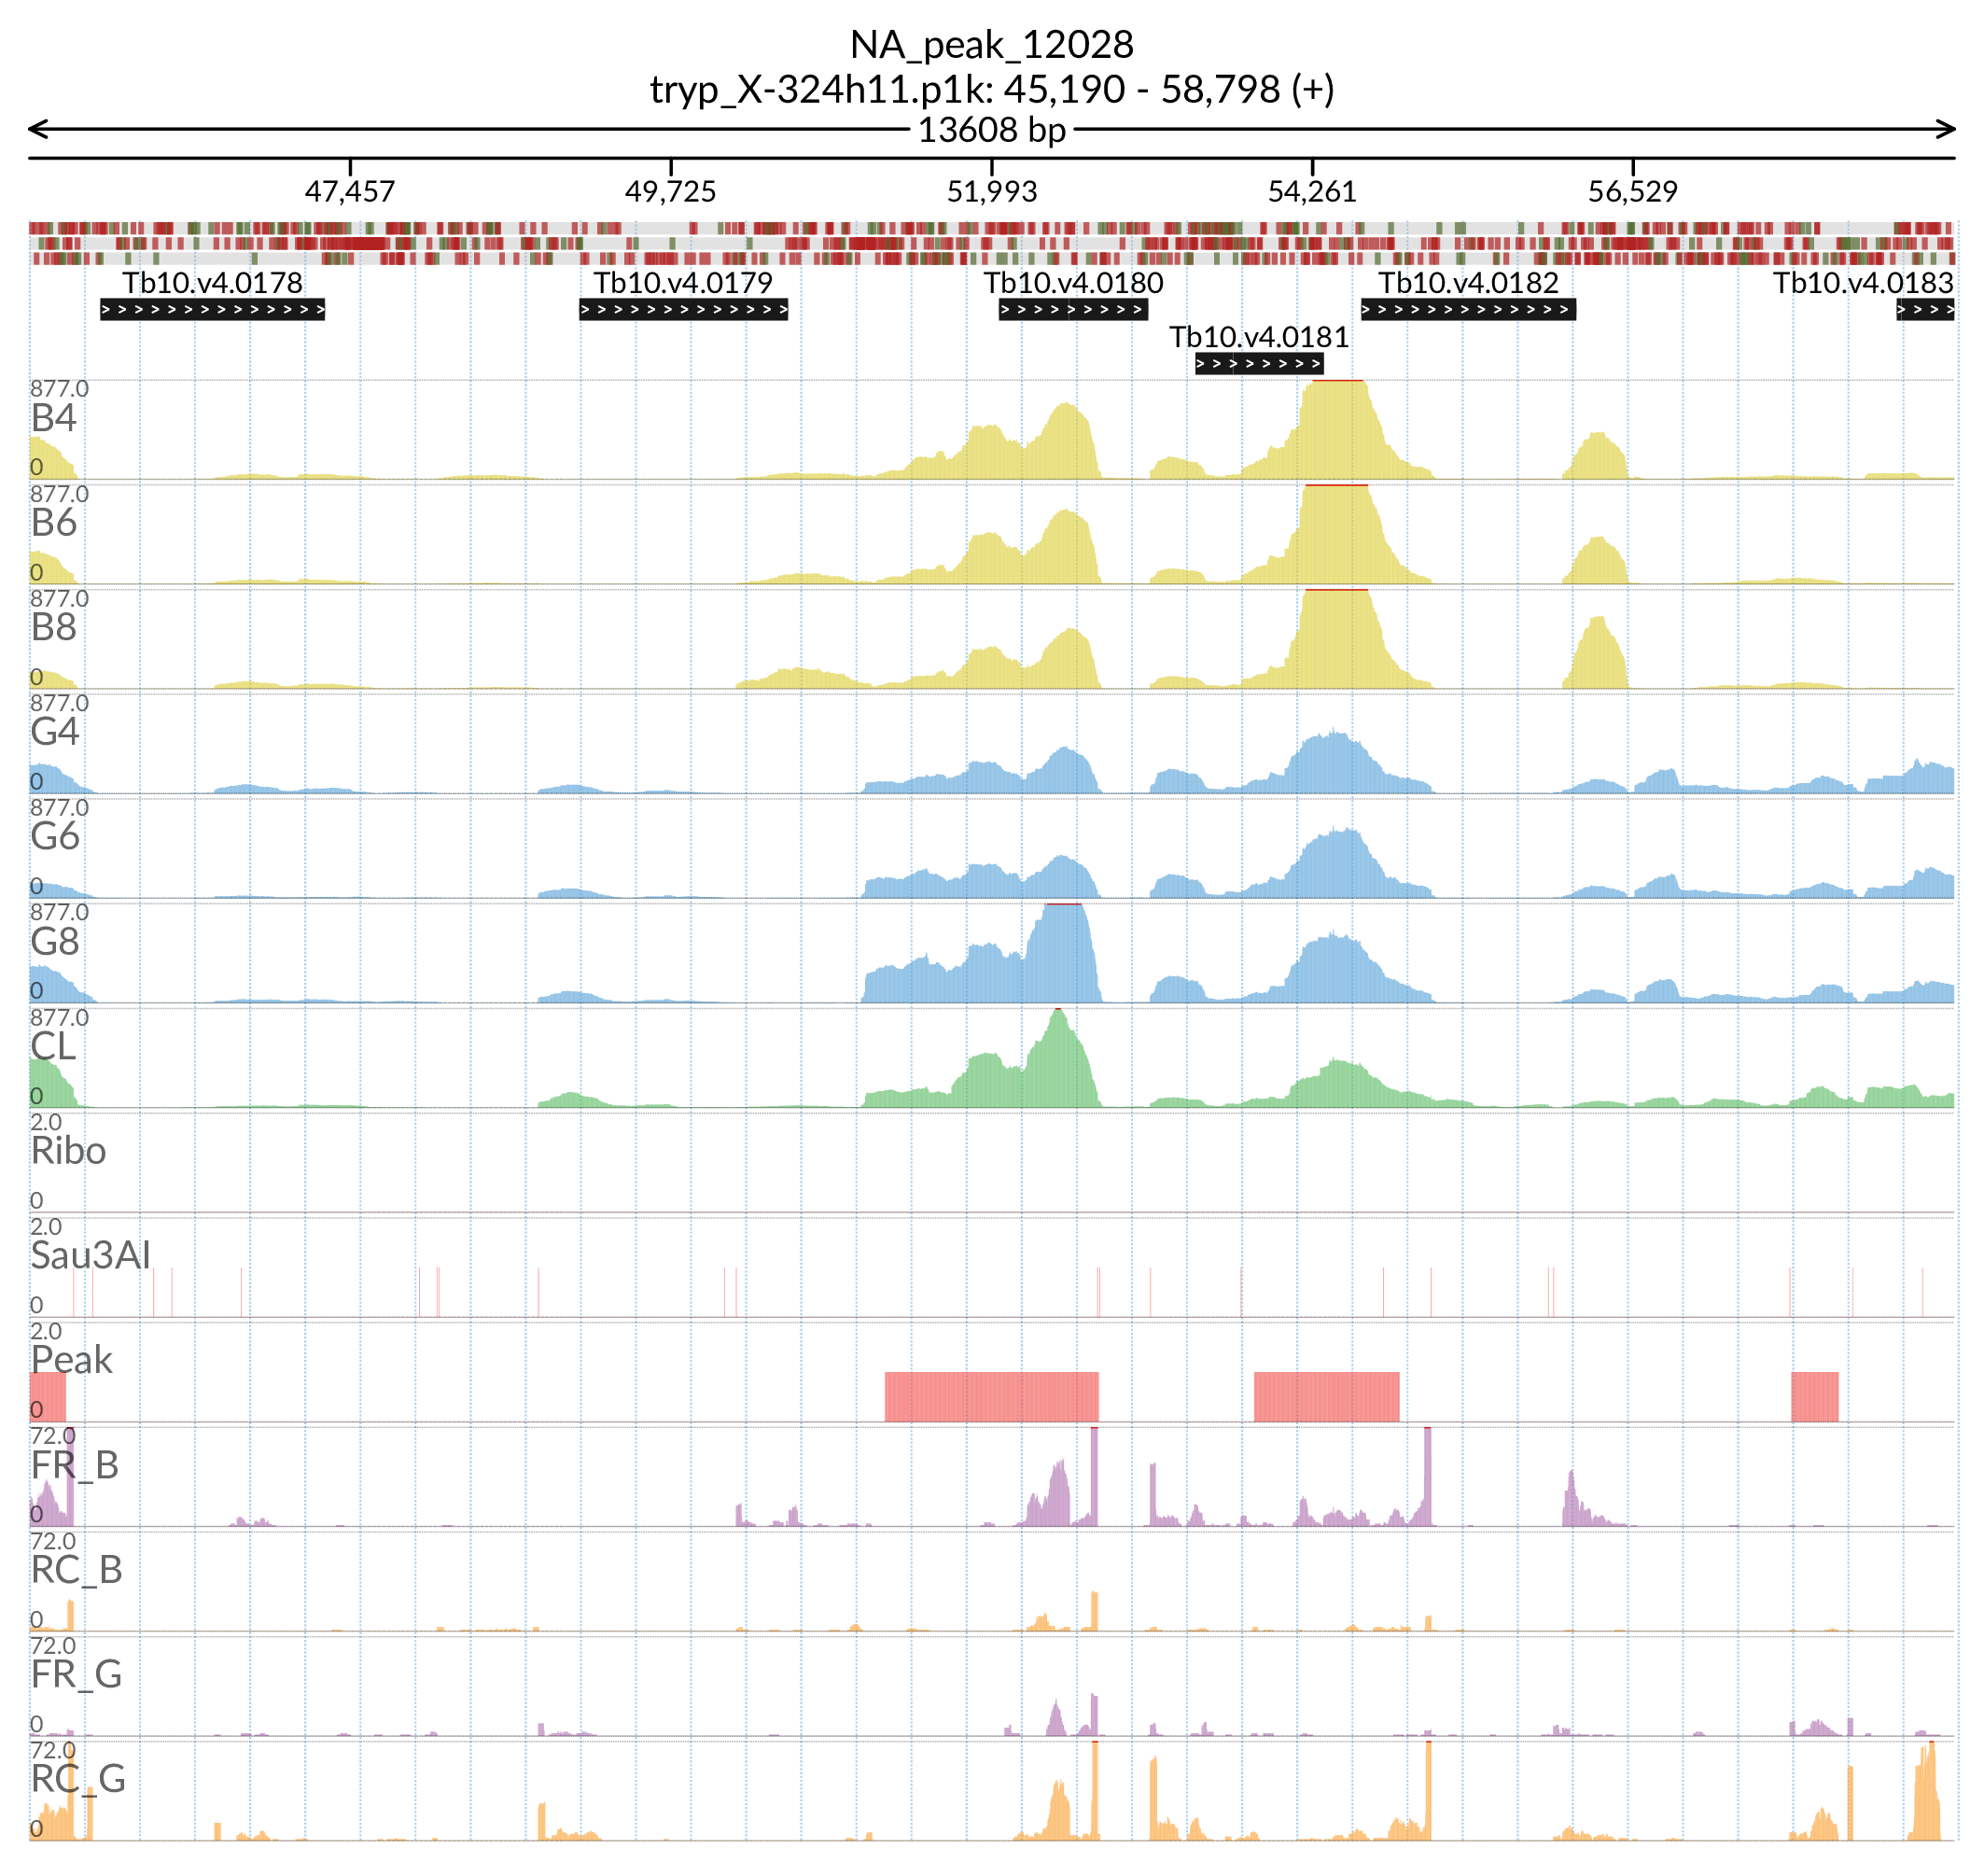 NA_peak_12028
tryp_X-324h11.p1k: 45,190 - 58,798 (+)
13608 bp
47,457 49,725 51,993 54,261 56,529
Tb10.v4.0178 Tb10.v4.0179 Tb10.v4.0180 Tb10.v4.0182 Tb10.v4.0183
Tb10.v4.0181
877.0
B4
0
877.0
B6
0
877.0
B8
0
877.0
G4
0
877.0
G6
0
877.0
G8
0
877.0
CL
0
2.0
Ribo
0
2.0
Sau3AI
0
2.0
Peak
0
72.0
FR_B
0
72.0
RC_B
0
72.0
FR_G
0
72.0
RC_G
0